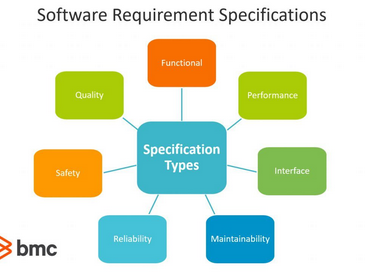 Software Requirement Specifications
Functional
Quality
Performance
Specification
Types
Safety
Interface
Reliability
Maintainability
bmc